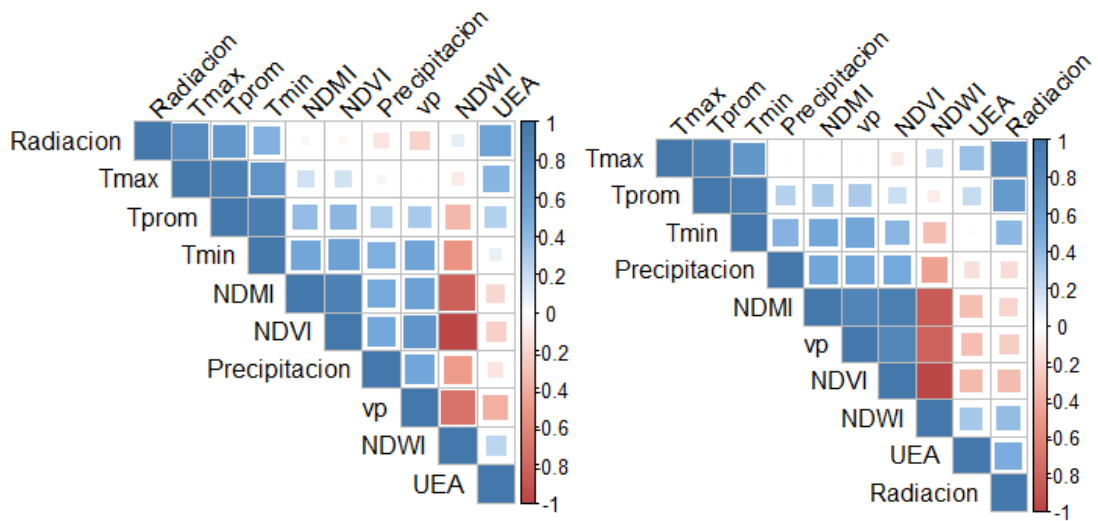 Radiacion
Tmax
Tprom
Tmin
NDMI
NDVI
Precipitacion
vp
NDWI
UEA
Radiacion
Tmax
Tprom
Tmin
NDMI
NDVI
Precipitacion
vp
NDWI
UEA
1
0.8
0.6
0.4
0.2
0
-0.2
-0.4
-0.6
-0.8
-1
Tmax
Tprom
Tmin
Precipitacion
NDMI
vp
NDVI
NDWI
UEA
Radiacion
Tmax
Tprom
Tmin
Precipitacion
NDMI
vp
NDVI
NDWI
UEA
Radiacion
1
0.8
0.6
0.4
0.2
0
-0.2
-0.4
-0.6
-0.8
-1